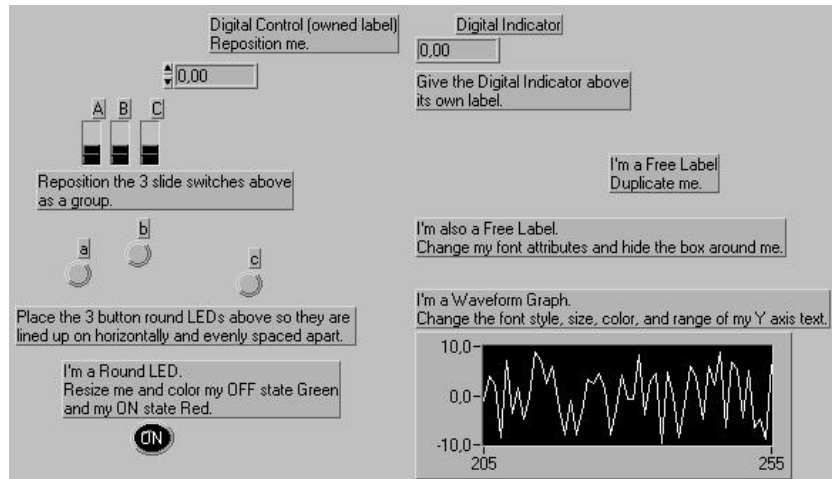 Digital Control (owned label)
Reposition me.
0,00
A B C
Reposition the 3 slide switches above
as a group.
a
b
c
Place the 3 button round LEDs above so they are
lined up on horizontally and evenly spaced apart.
I'm a Round LED.
Resize me and color my OFF state Green
and my ON state Red.
ON
Digital Indicator
0,00
Give the Digital Indicator above
its own label.
I'm a Free Label
Duplicate me.
I'm also a Free Label.
Change my font attributes and hide the box around me.
I'm a Waveform Graph.
Change the font style, size, color, and range of my Y axis text.
10,0-
0,0-
-10,0-
205 255